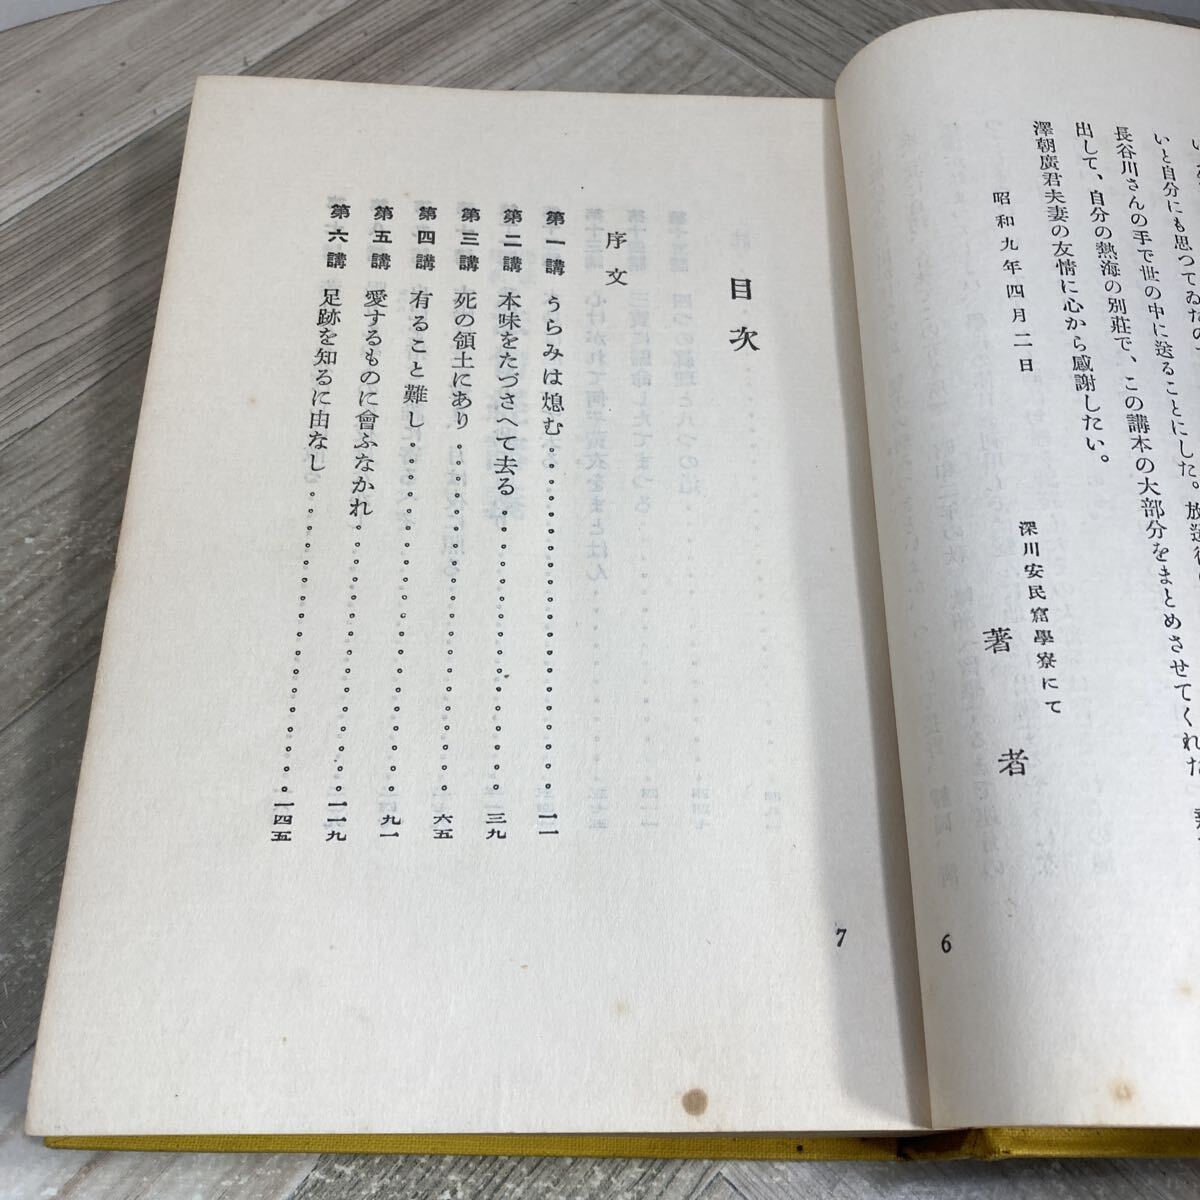 いと自分にも思つてゐたので
長谷川さんの手で世の中に送ることにした。放送後
出して、自分の熱海の別莊で、この講本の大部分をまとめさせてくれた
澤朝廣君夫妻の友情に心から感謝したい。
昭和九年四月二日
深川安民窟學寮にて
著者
6
目次
序文
第一講 うらみは熄む 一一
第二講 本味をたづさへて去る 三九
第三講 死の領土にあり 六五
第四講 有ること難し 九一
第五講 愛するものに會ふなかれ 一一九
第六講 足跡を知るに由なし 一四五
7